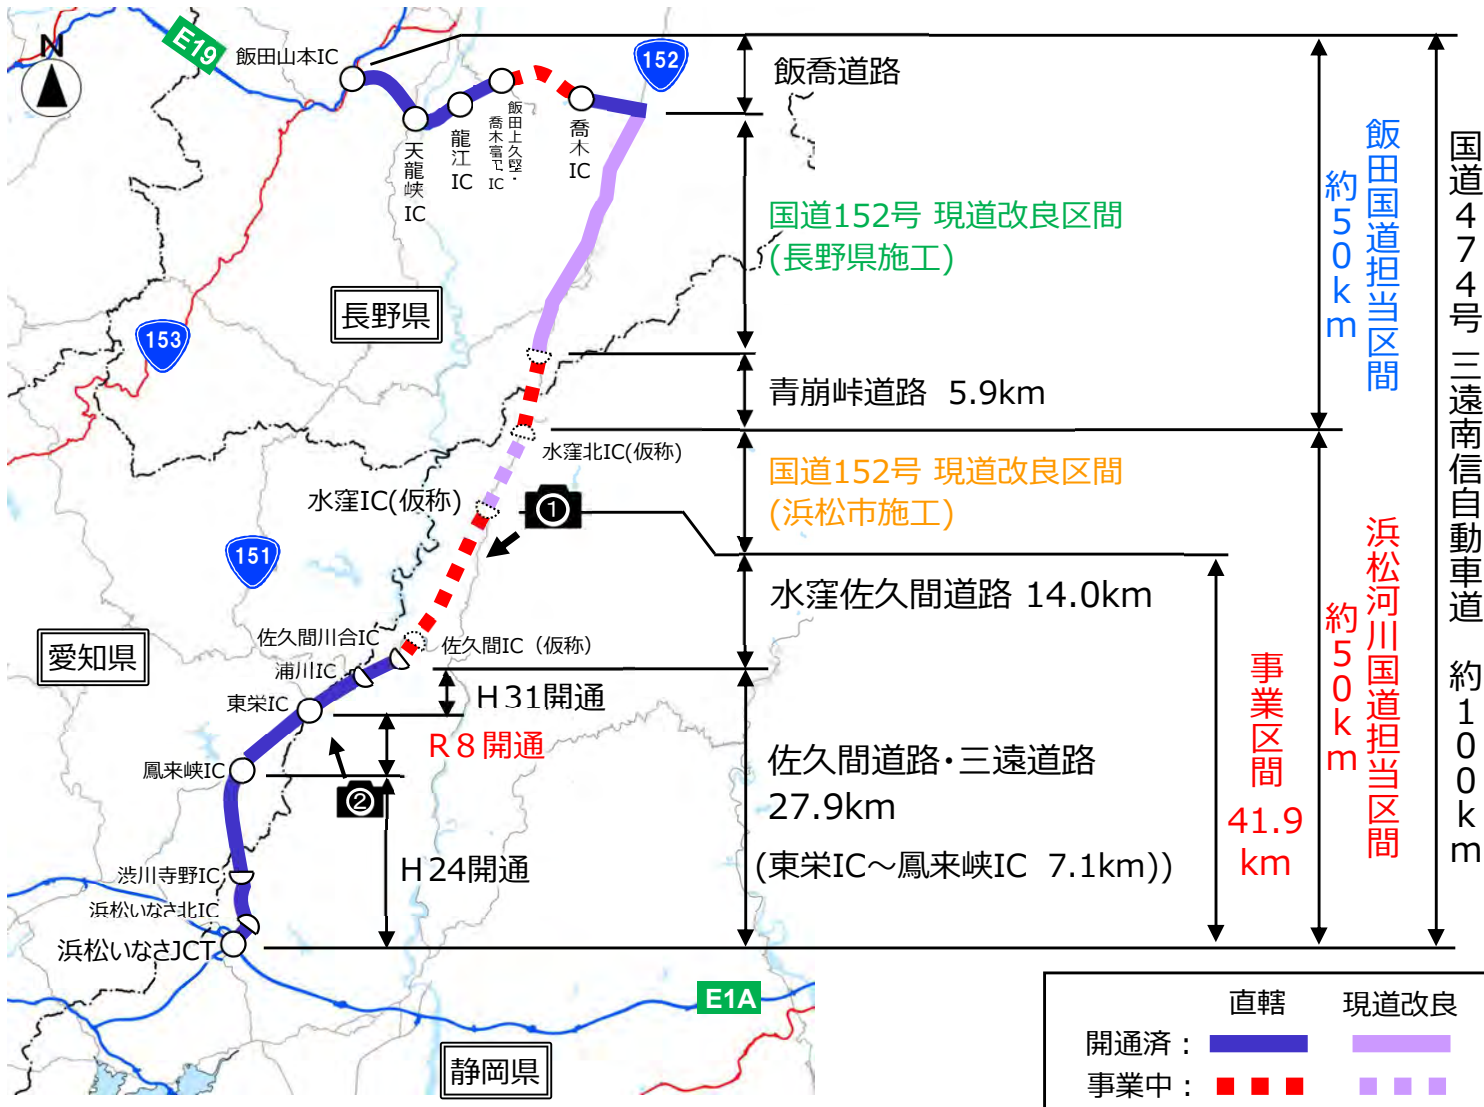 N
E19
飯田山本IC
152
飯喬道路
天龍峡IC
龍江IC
飯田上久堅・
喬木富田IC
喬木IC
国道152号 現道改良区間
(長野県施工)
飯田国道担当区間
約50km
国道474号 三遠南信自動車道 約100km
長野県
153
青崩峠道路 5.9km
水窪北IC(仮称)
国道152号 現道改良区間
(浜松市施工)
水窪IC(仮称)
①
151
水窪佐久間道路 14.0km
浜松河川国道担当区間
約50km
佐久間川合IC
佐久間IC（仮称）
愛知県
浦川IC
H31開通
東栄IC
R8開通
事業区間
41.9
km
鳳来峡IC
②
佐久間道路・三遠道路
27.9km
(東栄IC～鳳来峡IC 7.1km))
H24開通
渋川寺野IC
浜松いなさ北IC
浜松いなさJCT
E1A
静岡県
直轄 現道改良
開通済：
事業中：